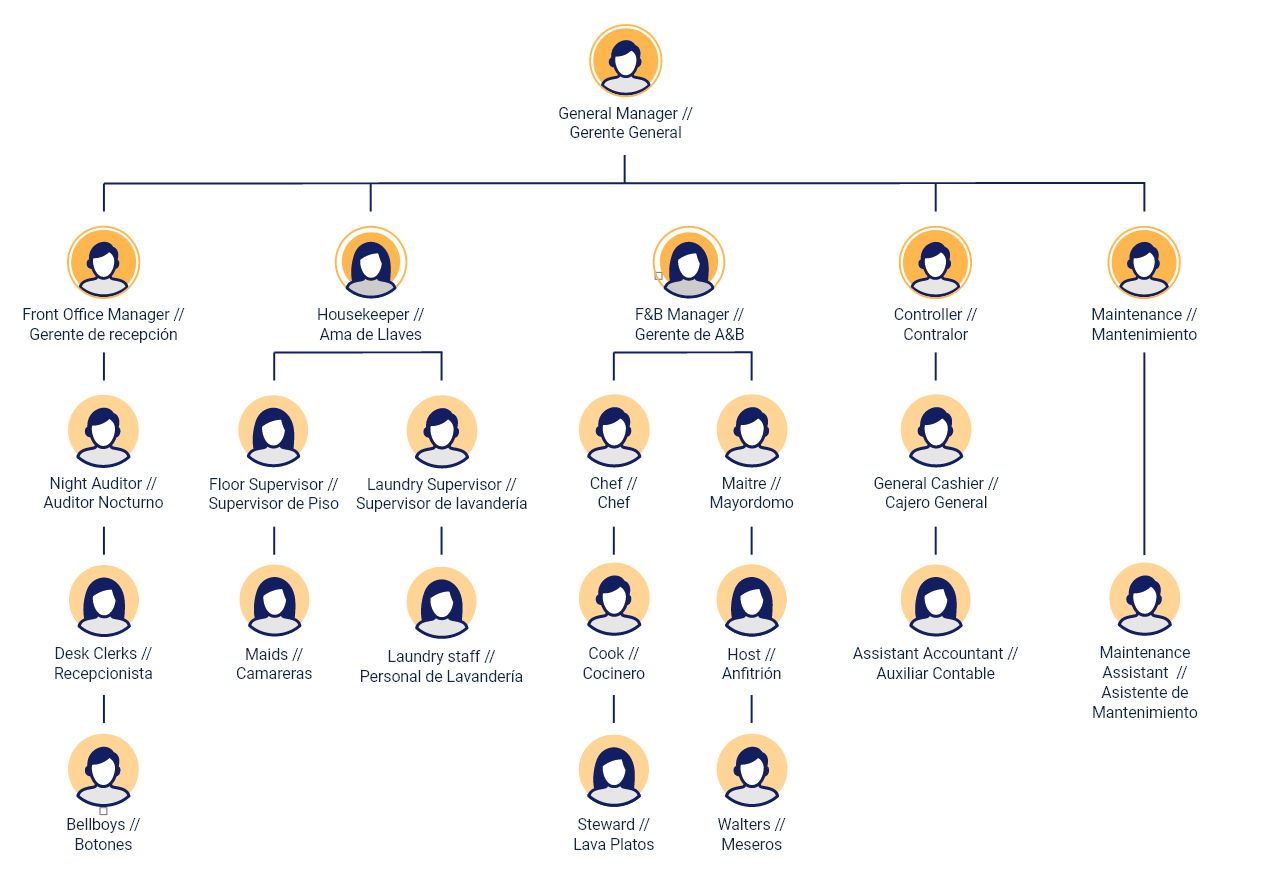 General Manager //
Gerente General
Front Office Manager //
Gerente de recepción
Housekeeper //
Ama de Llaves
F&B Manager //
Gerente de A&B
Controller //
Contralor
Maintenance //
Mantenimiento
Night Auditor //
Auditor Nocturno
Floor Supervisor //
Supervisor de Piso
Laundry Supervisor //
Supervisor de lavandería
Chef //
Chef
Maitre //
Mayordomo
General Cashier //
Cajero General
Desk Clerks //
Recepcionista
Maids //
Camareras
Laundry staff //
Personal de Lavandería
Cook //
Cocinero
Host //
Anfitrión
Assistant Accountant //
Auxiliar Contable
Maintenance
Assistant //
Asistente de
Mantenimiento
Bellboys //
Botones
Steward //
Lava Platos
Walters //
Meseros